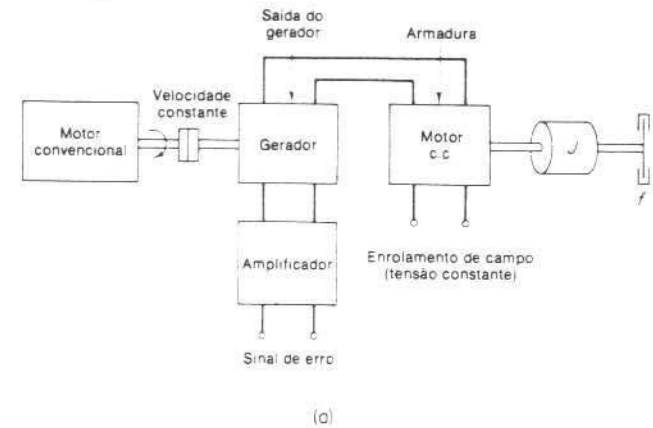 Saída do
gerador
Armadura
Velocidade
constante
Motor
convencional
Gerador
Motor
c.c
J
f
Amplificador
Enrolamento de campo
(tensão constante)
Sinal de erro
(a)